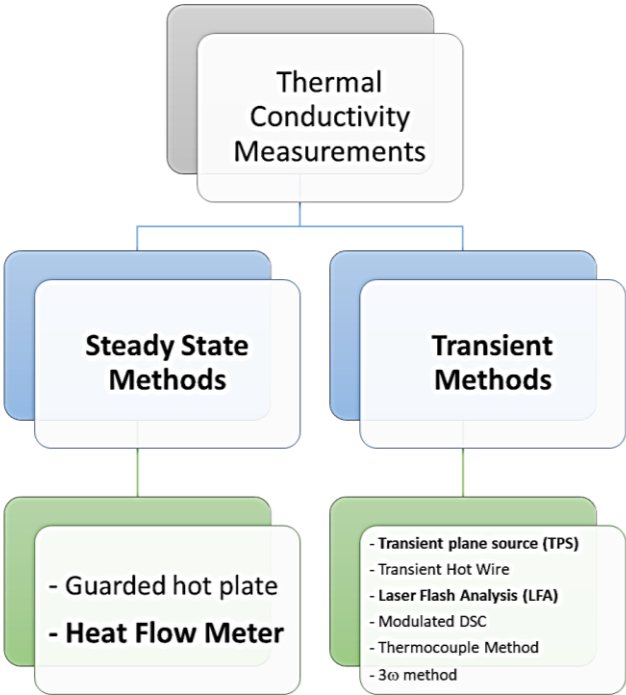 Thermal
Conductivity
Measurements
Steady State
Methods
Transient
Methods
- Guarded hot plate
- Heat Flow Meter
- Transient plane source (TPS)
- Transient Hot Wire
- Laser Flash Analysis (LFA)
- Modulated DSC
- Thermocouple Method
- 3ω method